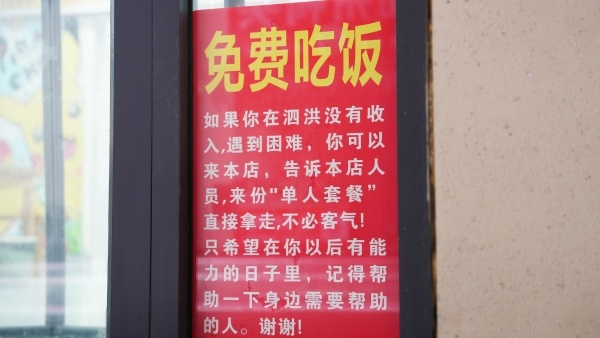 免费吃饭
如果你在泗洪没有收
入,遇到困难，你可以
来本店，告诉本店人
员,来份"单人套餐”
直接拿走,不必客气!
只希望在你以后有能
力的日子里，记得帮
助一下身边需要帮助
的人。谢谢!